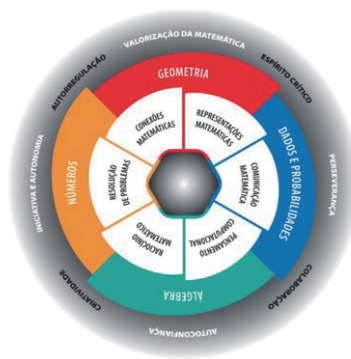 VALORIZAÇÃO DA MATEMÁTICA
ESPÍRITO CRÍTICO
PERSEVERANÇA
COLABORAÇÃO
AUTOCONFIANÇA
CRIATIVIDADE
INICIATIVA E AUTONOMIA
AUTORREGULAÇÃO
GEOMETRIA
DADOS E PROBABILIDADES
ÁLGEBRA
NÚMEROS
CONEXÕES
MATEMÁTICAS
REPRESENTAÇÕES
MATEMÁTICAS
COMUNICAÇÃO
MATEMÁTICA
PENSAMENTO
COMPUTACIONAL
RACIOCÍNIO
MATEMÁTICO
RESOLUÇÃO
DE PROBLEMAS